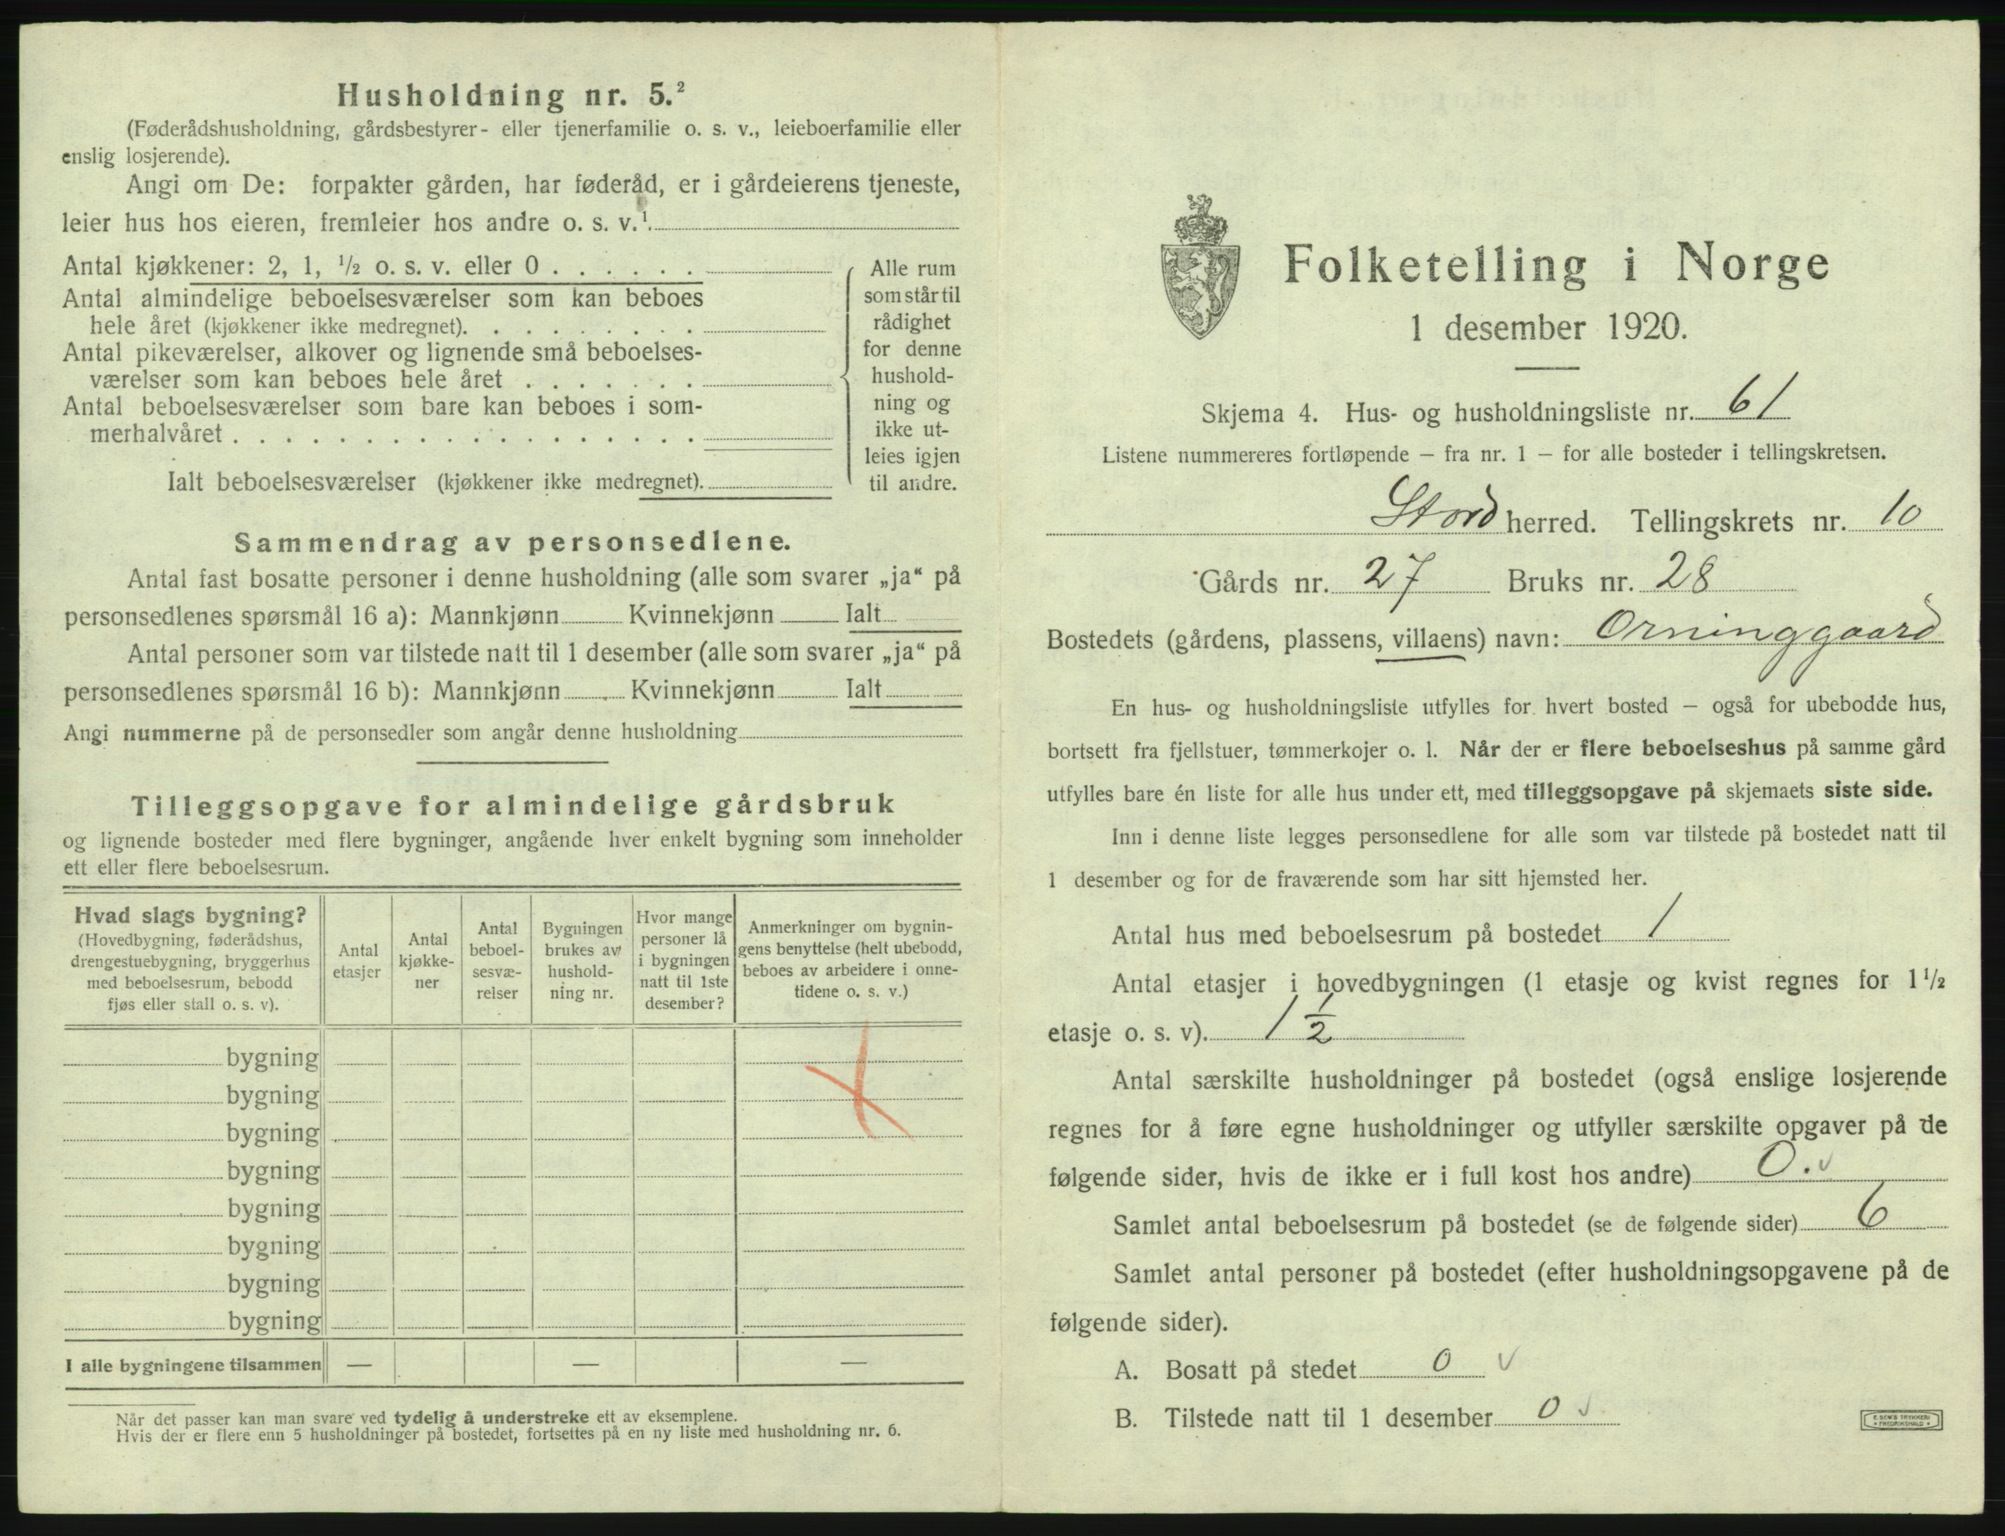 Husholdning nr. 5.²
(Føderådshusholdning, gårdsbestyrer- eller tjenerfamilie o. s. v., leieboerfamilie eller
enslig losjerende).
Angi om De: forpakter gården, har føderåd, er i gårdeierens tjeneste,
leier hus hos eieren, fremleier hos andre o. s. v.¹
Antal kjøkkener: 2, 1, ½ o. s. v. eller 0 . . . . . .
Antal almindelige beboelsesværelser som kan beboes
hele året (kjøkkener ikke medregnet). . . . . . . . .
Antal pikeværelser, alkover og lignende små beboelses-
værelser som kan beboes hele året . . . . . . .
Antal beboelsesværelser som bare kan beboes i som-
merhalvåret . . . . . . . . . . . . . . . . . .
Ialt beboelsesværelser (kjøkkener ikke medregnet).
Alle rum
som står til
rådighet
for denne
hushold-
ning og
ikke ut-
leies igjen
til andre.
Sammendrag av personsedlene.
Antal fast bosatte personer i denne husholdning (alle som svarer „ja“ på
personsedlenes spørsmål 16 a): Mannkjønn Kvinnekjønn Ialt
Antal personer som var tilstede natt til 1 desember (alle som svarer „ja“ på
personsedlenes spørsmål 16 b): Mannkjønn Kvinnekjønn Ialt
Angi nummerne på de personsedler som angår denne husholdning
Tilleggsopgave for almindelige gårdsbruk
og lignende bosteder med flere bygninger, angående hver enkelt bygning som inneholder
ett eller flere beboelsesrum.
Hvad slags bygning?
(Hovedbygning, føderådshus,
drengestuebygning, bryggerhus
med beboelsesrum, bebodd
fjøs eller stall o. s. v).
Antal
etasjer
Antal
kjøkke-
ner
Antal
beboel-
sesvæ-
relser
Bygningen
brukes av
hushold-
ning nr.
Hvor mange
personer lå
i bygningen
natt til 1ste
desember?
Anmerkninger om bygnin-
gens benyttelse (helt ubebodd,
beboes av arbeidere i onne-
tidene o. s. v.)
bygning
bygning
bygning
bygning
bygning
bygning
bygning
bygning
I alle bygningene tilsammen — — —
Når det passer kan man svare ved tydelig å understreke ett av eksemplene.
Hvis der er flere enn 5 husholdninger på bostedet, fortsettes på en ny liste med husholdning nr. 6.
Folketelling i Norge
1 desember 1920.
Skjema 4. Hus- og husholdningsliste nr. 61
Listene nummereres fortløpende – fra nr. 1 – for alle bosteder i tellingskretsen.
Stord herred. Tellingskrets nr. 10
Gårds nr. 27 Bruks nr. 28
Bostedets (gårdens, plassens, villaens) navn: Orninggaard
En hus- og husholdningsliste utfylles for hvert bosted – også for ubebodde hus,
bortsett fra fjellstuer, tømmerkojer o. l. Når der er flere beboelseshus på samme gård
utfylles bare én liste for alle hus under ett, med tilleggsopgave på skjemaets siste side.
Inn i denne liste legges personsedlene for alle som var tilstede på bostedet natt til
1 desember og for de fraværende som har sitt hjemsted her.
Antal hus med beboelsesrum på bostedet 1
Antal etasjer i hovedbygningen (1 etasje og kvist regnes for 1½
etasje o. s. v). 1 ½
Antal særskilte husholdninger på bostedet (også enslige losjerende
regnes for å føre egne husholdninger og utfyller særskilte opgaver på de
følgende sider, hvis de ikke er i full kost hos andre) 0. v
Samlet antal beboelsesrum på bostedet (se de følgende sider) 6
Samlet antal personer på bostedet (efter husholdningsopgavene på de
følgende sider).
A. Bosatt på stedet 0 v
B. Tilstede natt til 1 desember 0 v
E. SEM'S TRYKKERI
FREDRIKSHALD